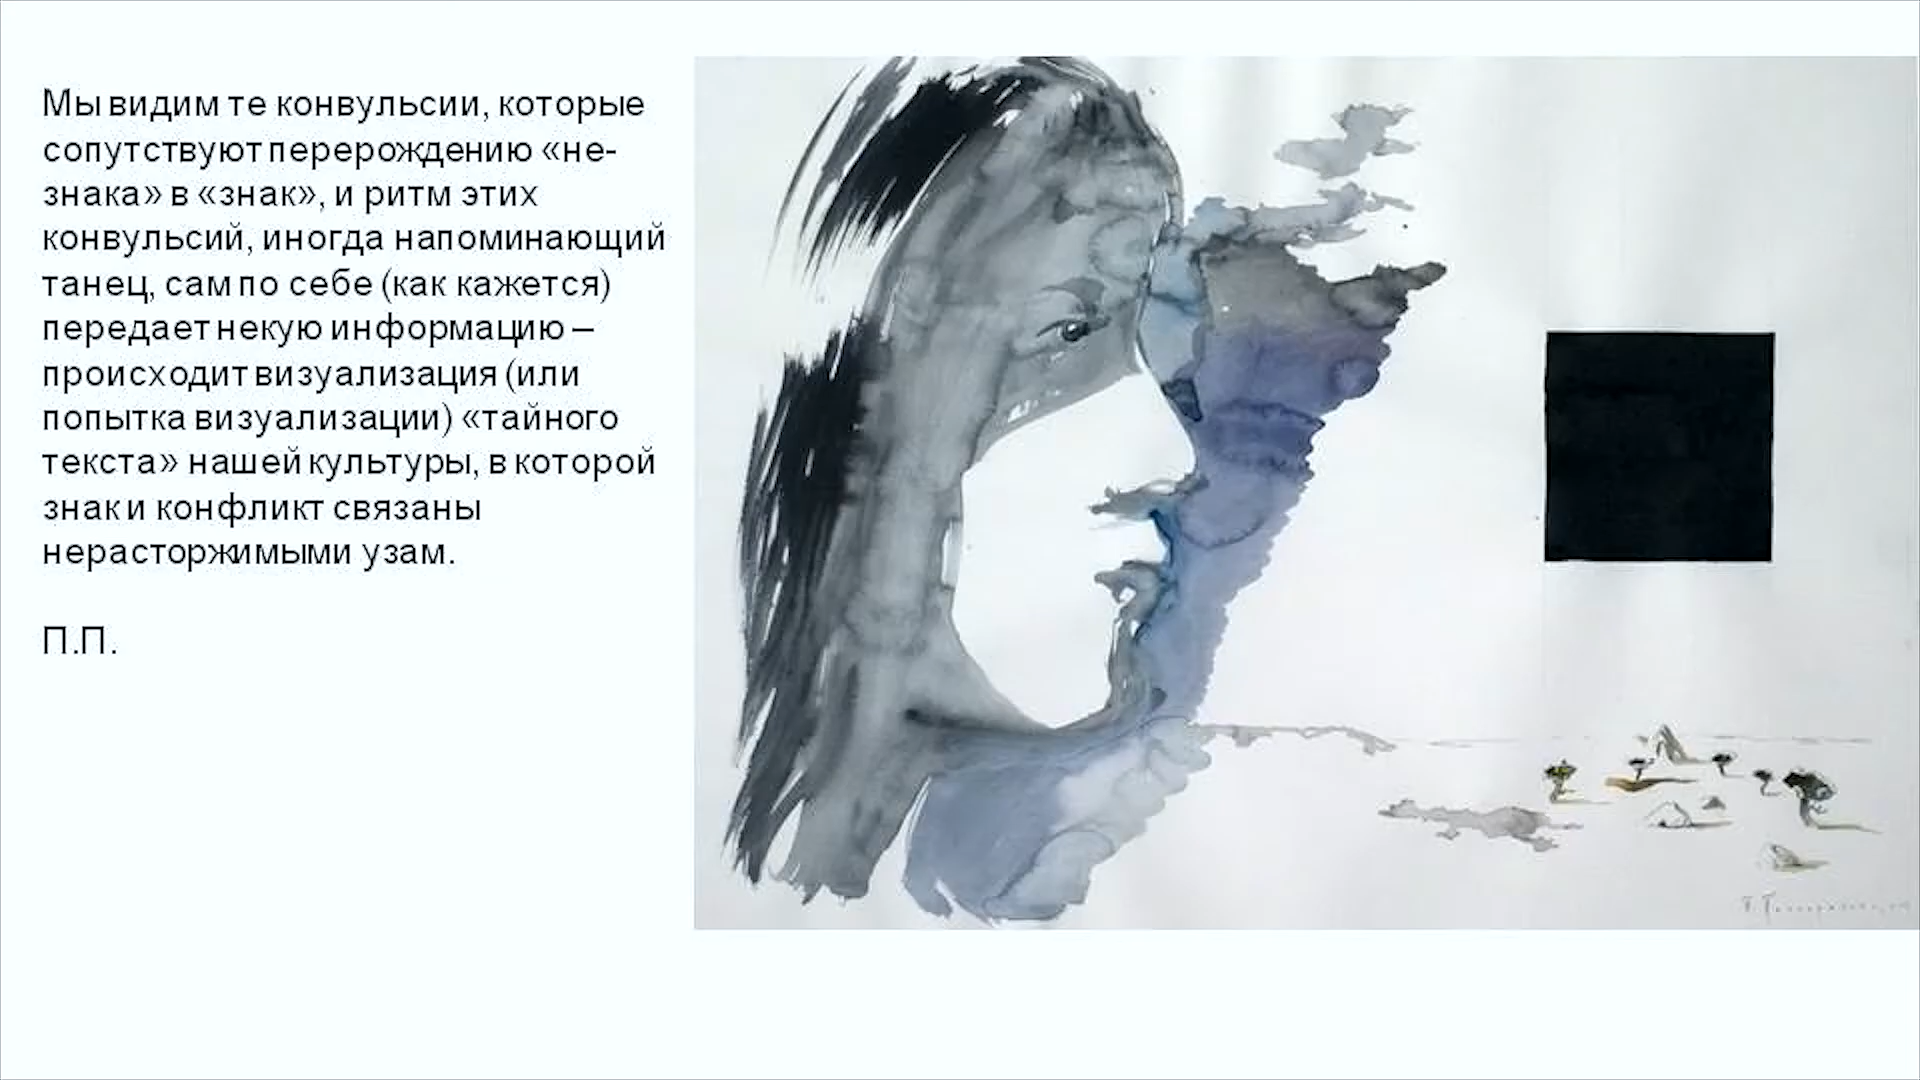 Мы видим те конвульсии, которые
сопутствуют перерождению «не-
знака» в «знак», и ритм этих
конвульсий, иногда напоминающий
танец, сам по себе (как кажется)
передает некую информацию –
происходит визуализация (или
попытка визуализации) «тайного
текста» нашей культуры, в которой
знак и конфликт связаны
нерасторжимыми узам.
П.П.